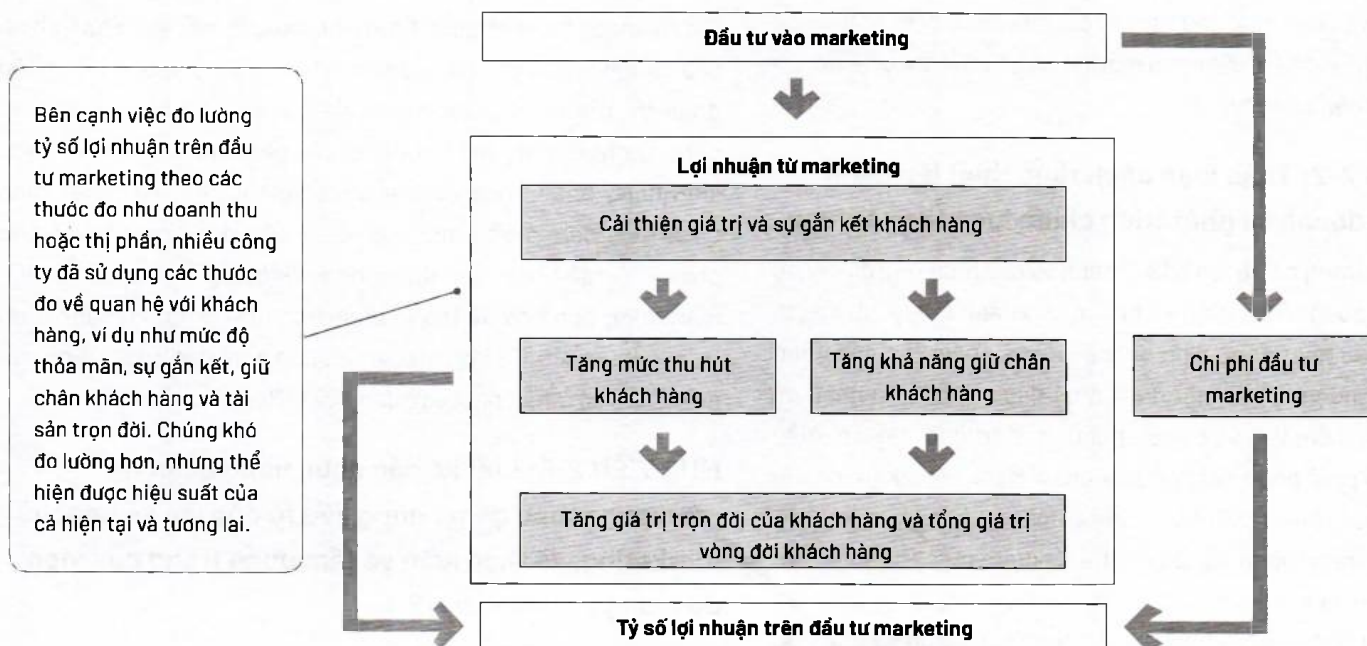 Đầu tư vào marketing
Bên cạnh việc đo lường
tỷ số lợi nhuận trên đầu
tư marketing theo các
thước đo như doanh thu
hoặc thị phần, nhiều công
ty đã sử dụng các thước
đo về quan hệ với khách
hàng, ví dụ như mức độ
thỏa mãn, sự gắn kết, giữ
chân khách hàng và tài
sản trọn đời. Chúng khó
đo lường hơn, nhưng thể
hiện được hiệu suất của
cả hiện tại và tương lai.
Lợi nhuận từ marketing
Cải thiện giá trị và sự gắn kết khách hàng
Tăng mức thu hút
khách hàng
Tăng khả năng giữ chân
khách hàng
Chi phí đầu tư
marketing
Tăng giá trị trọn đời của khách hàng và tổng giá trị
vòng đời khách hàng
Tỷ số lợi nhuận trên đầu tư marketing